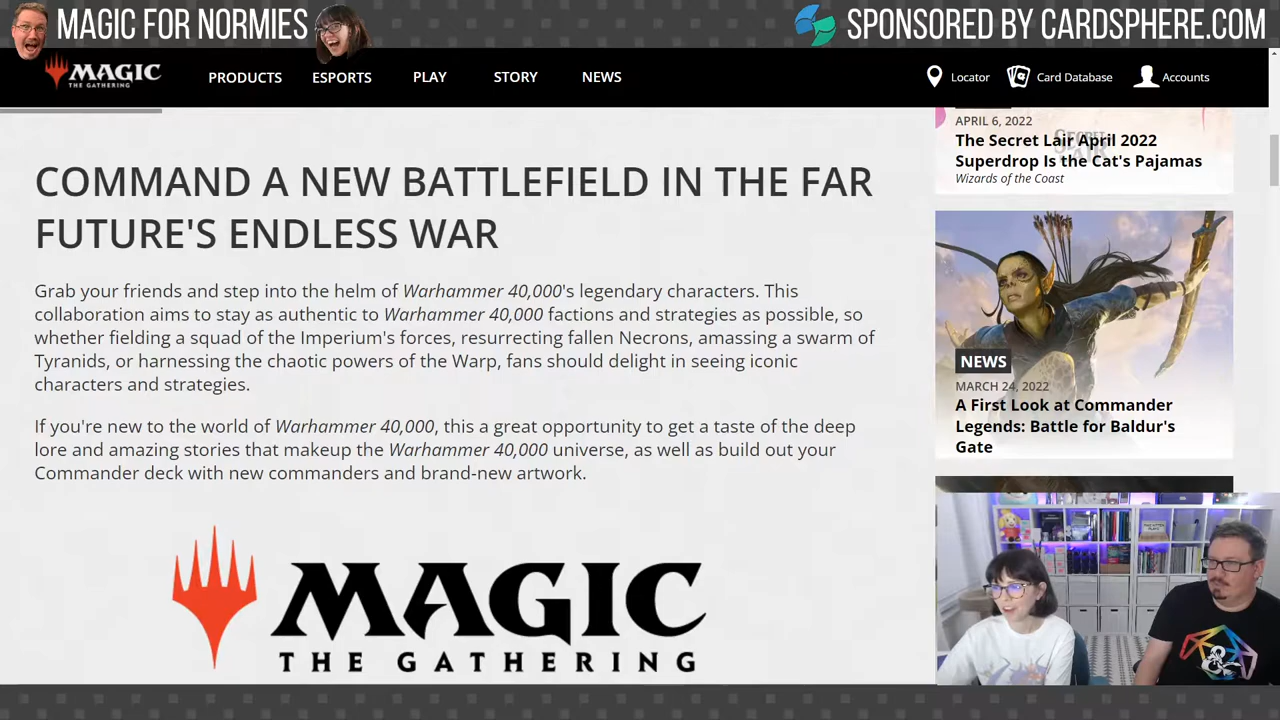 MAGIC FOR NORMIES
SPONSORED BY CARDSPHERE.COM
MAGIC
THE GATHERING
PRODUCTS
ESPORTS
PLAY
STORY
NEWS
Locator
Card Database
Accounts
COMMAND A NEW BATTLEFIELD IN THE FAR
FUTURE'S ENDLESS WAR
Grab your friends and step into the helm of Warhammer 40,000's legendary characters. This
collaboration aims to stay as authentic to Warhammer 40,000 factions and strategies as possible, so
whether fielding a squad of the Imperium's forces, resurrecting fallen Necrons, amassing a swarm of
Tyranids, or harnessing the chaotic powers of the Warp, fans should delight in seeing iconic
characters and strategies.
If you're new to the world of Warhammer 40,000, this a great opportunity to get a taste of the deep
lore and amazing stories that makeup the Warhammer 40,000 universe, as well as build out your
Commander deck with new commanders and brand-new artwork.
MAGIC
THE GATHERING
APRIL 6, 2022
The Secret Lair April 2022
Superdrop Is the Cat's Pajamas
Wizards of the Coast
NEWS
MARCH 24, 2022
A First Look at Commander
Legends: Battle for Baldur's
Gate